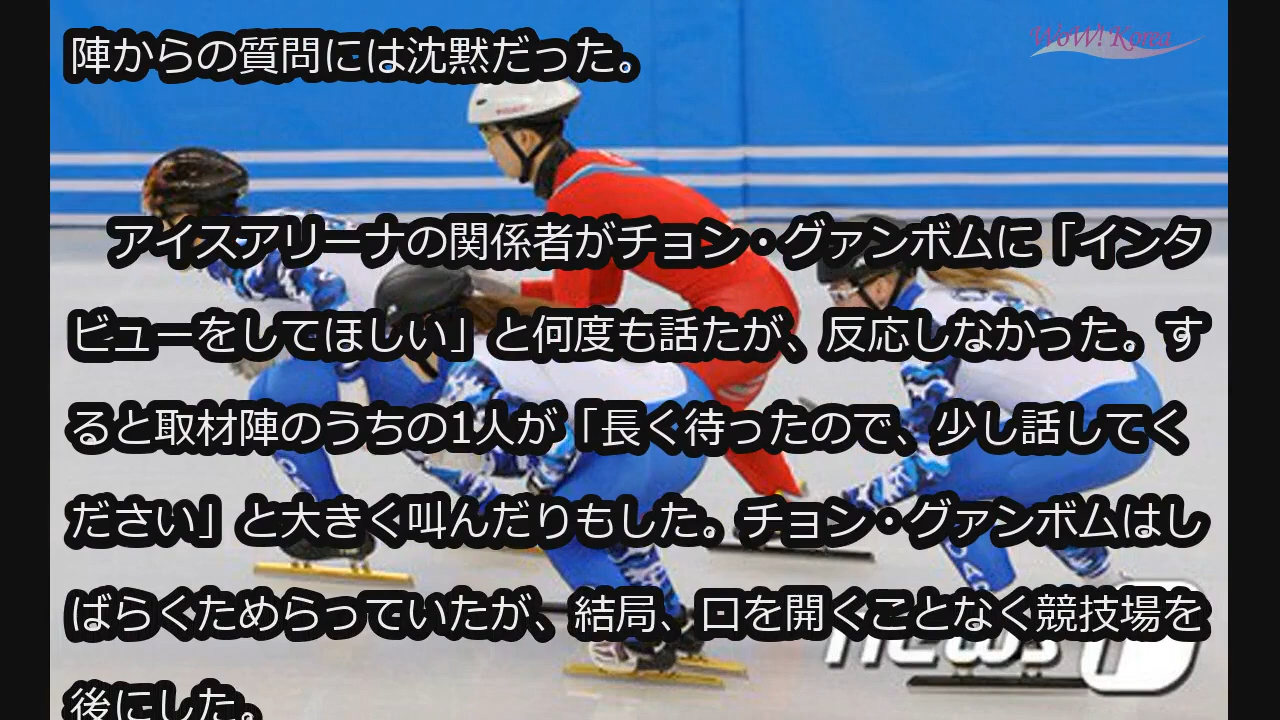 陣からの質問には沈黙だった。
WoW! Korea
アイスアリーナの関係者がチョン・グァンボムに「インタ
ビューをしてほしい」と何度も話たが、反応しなかった。す
ると取材陣のうちの1人が「長く待ったので、少し話してく
ださい」と大きく叫んだりもした。チョン・グァンボムはし
ばらくためらっていたが、結局、口を開くことなく競技場を
news1
後にした。